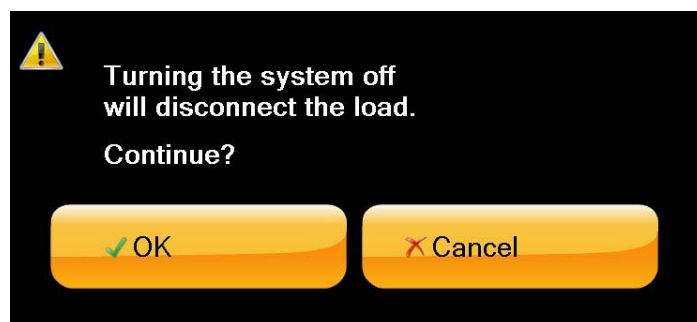 Turning the system off
will disconnect the load.
Continue?
OK
Cancel